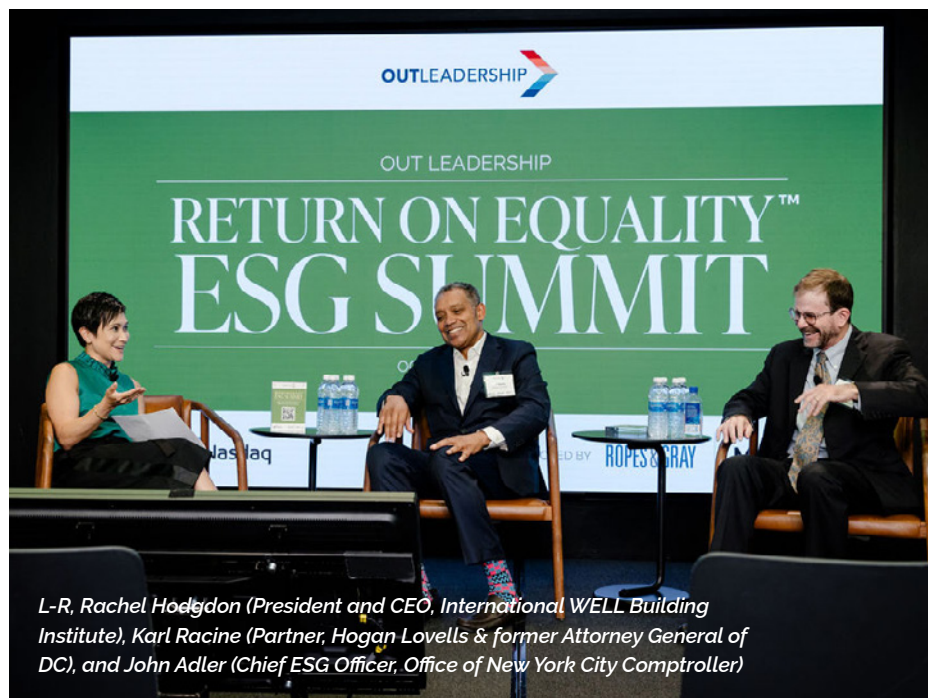 OUTLEADERSHIP
OUT LEADERSHIP
RETURN ON EQUALITY™
ESG SUMMIT
Nasdaq
ED BY
ROPES & GRAY
L-R, Rachel Hodgdon (President and CEO, International WELL Building
Institute), Karl Racine (Partner, Hogan Lovells & former Attorney General of
DC), and John Adler (Chief ESG Officer, Office of New York City Comptroller)